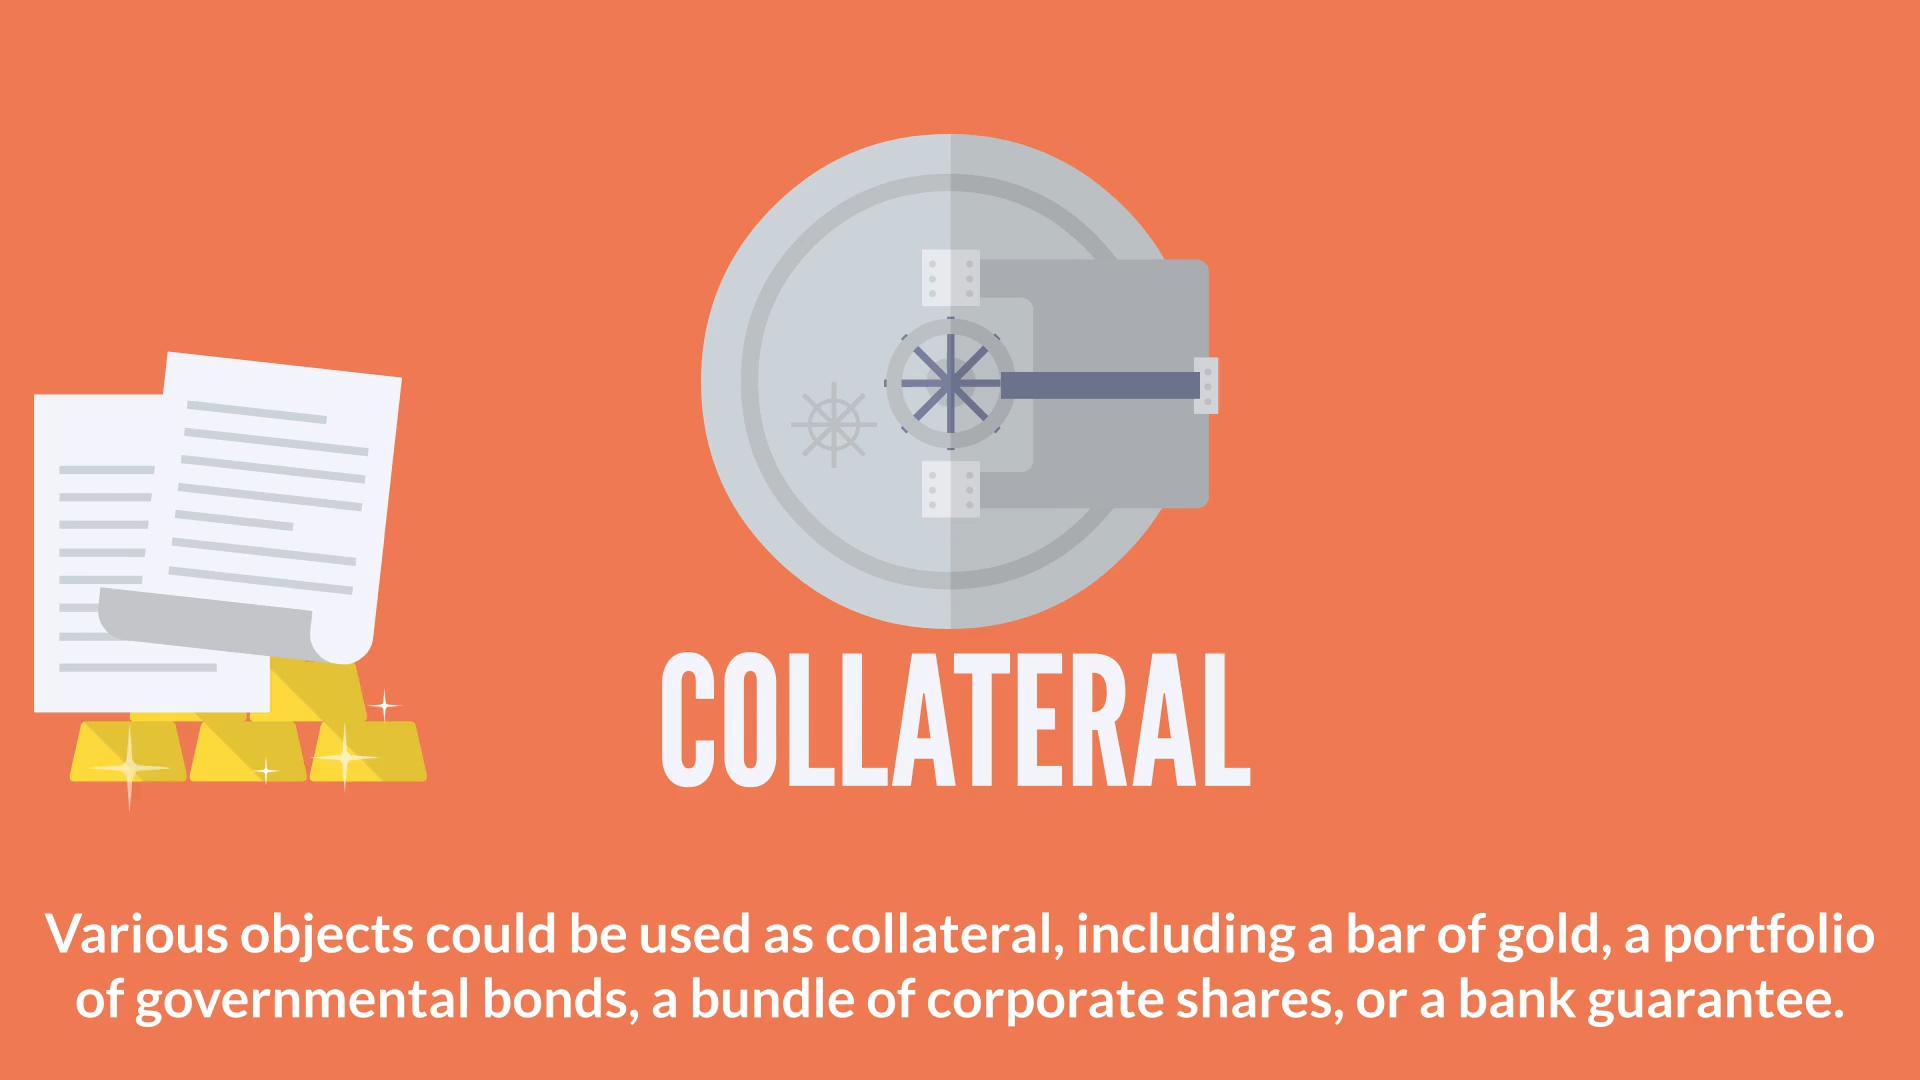 COLLATERAL
Various objects could be used as collateral, including a bar of gold, a portfolio
of governmental bonds, a bundle of corporate shares, or a bank guarantee.